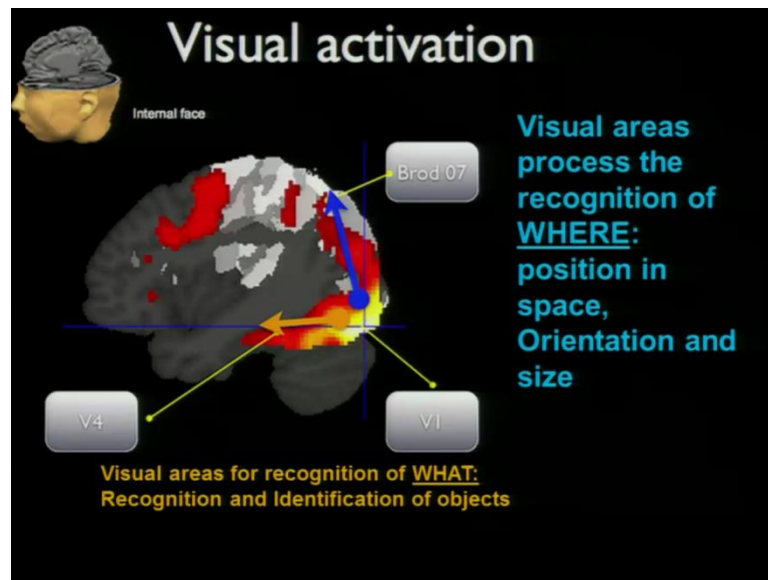 Visual activation
Internal face
Brod 07
Visual areas
process the
recognition of
WHERE:
position in
space,
Orientation and
size
V4
V1
Visual areas for recognition of WHAT:
Recognition and Identification of objects